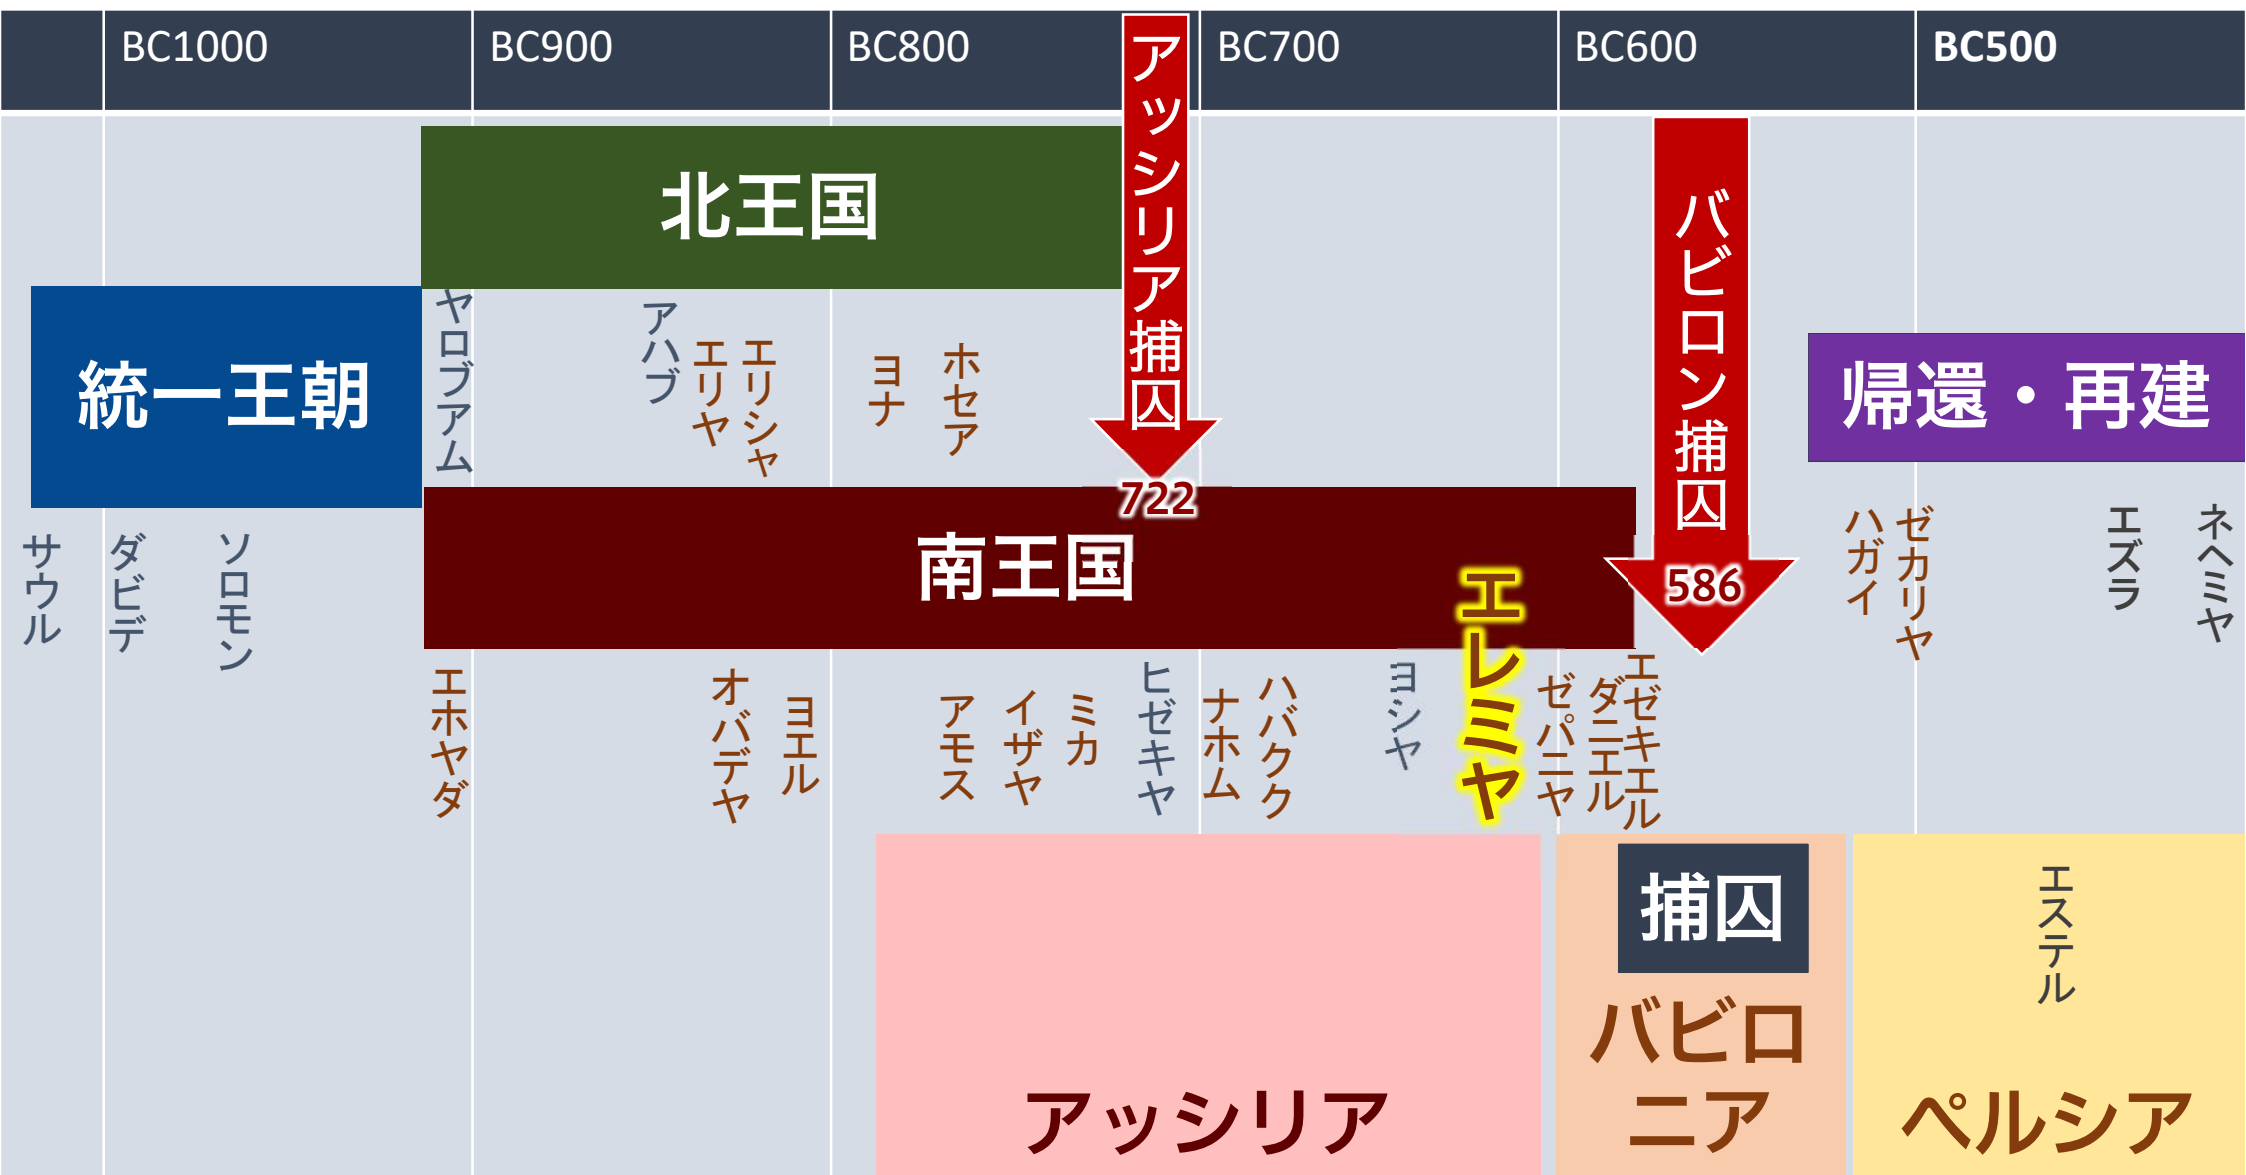 BC1000
BC900
BC800
BC700
BC600
BC500
アッシリア捕囚
722
バビロン捕囚
586
北王国
統一王朝
南王国
帰還・再建
ヤロブアム
アハブ
エリヤ
エリシャ
ヨナ
ホセア
サウル
ダビデ
ソロモン
ハガイ
ゼカリヤ
エズラ
ネヘミヤ
エホヤダ
オバデヤ
ヨエル
アモス
イザヤ
ミカ
ヒゼキヤ
ナホム
ハバクク
ヨシヤ
エレミヤ
ゼパニヤ
ダニエル
エゼキエル
捕囚
エステル
アッシリア
バビロ
ニア
ペルシア